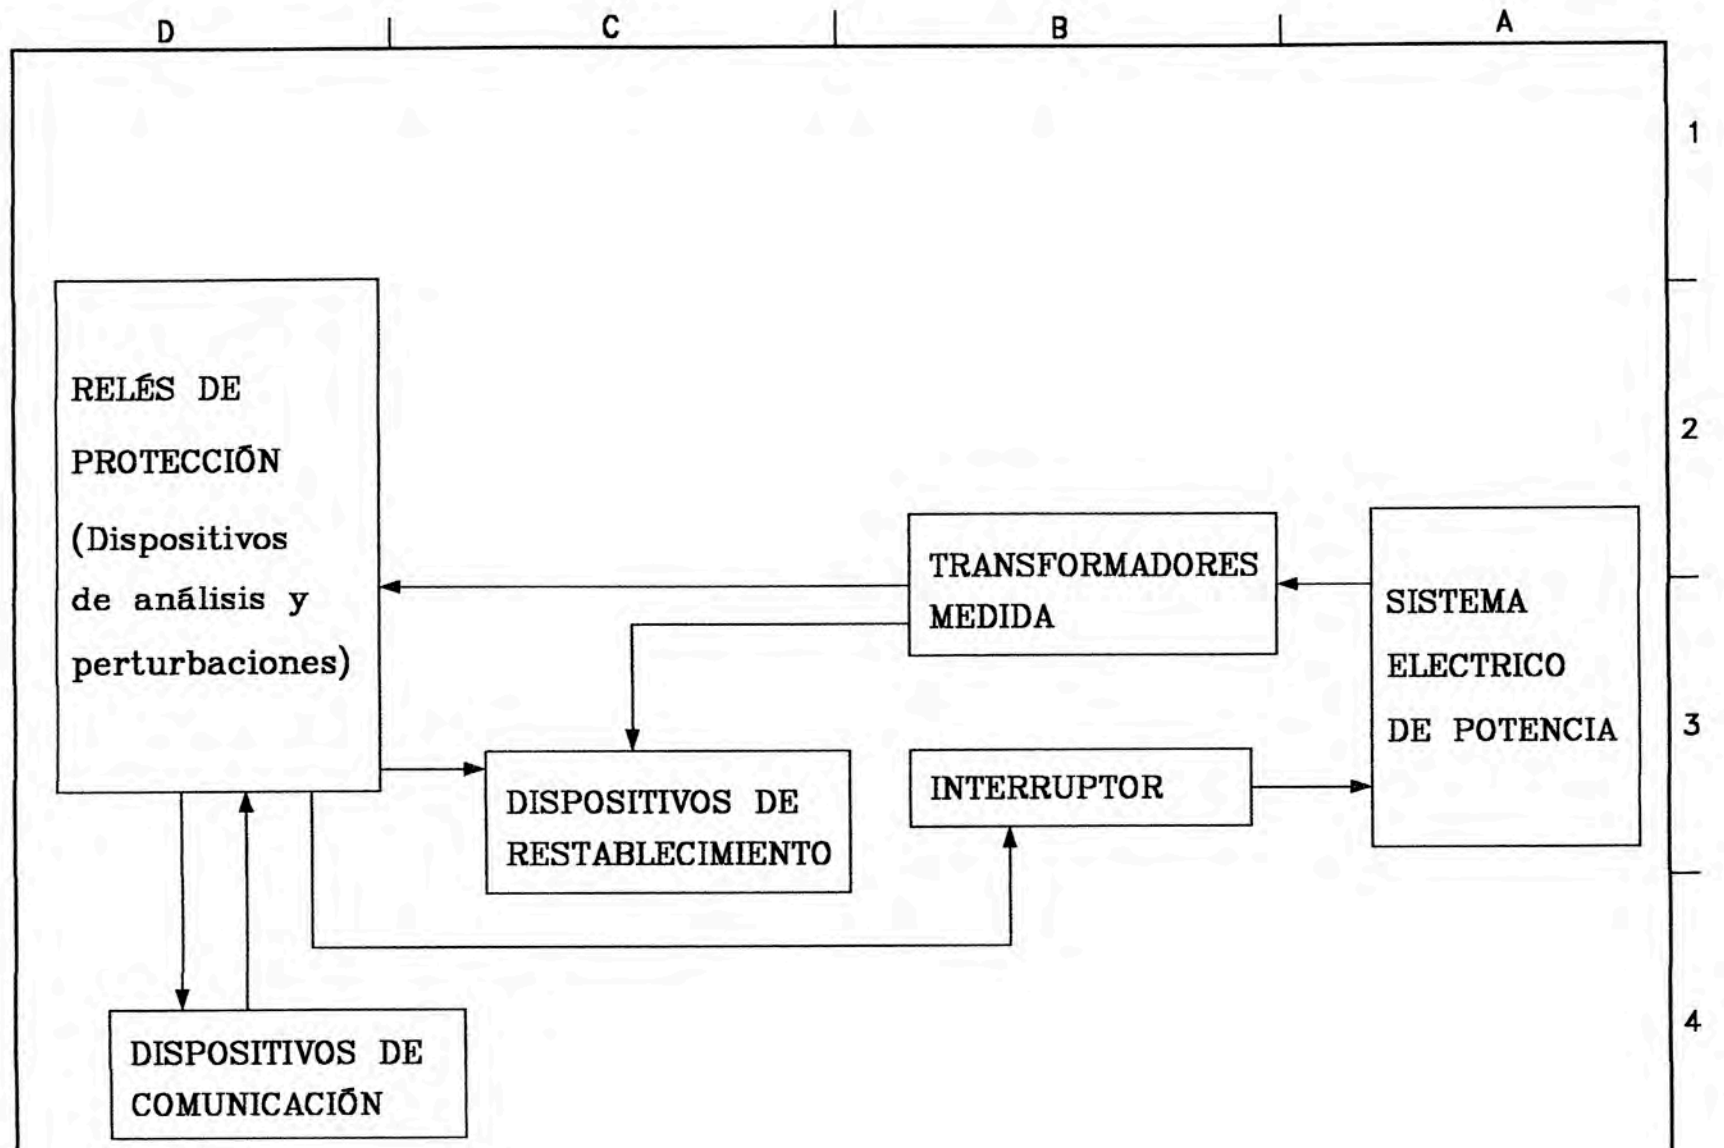 D
C
B
A
1
RELÉS DE
PROTECCIÓN
(Dispositivos
de análisis y
perturbaciones)
2
TRANSFORMADORES
MEDIDA
SISTEMA
ELECTRICO
DE POTENCIA
3
DISPOSITIVOS DE
RESTABLECIMIENTO
INTERRUPTOR
4
DISPOSITIVOS DE
COMUNICACIÓN